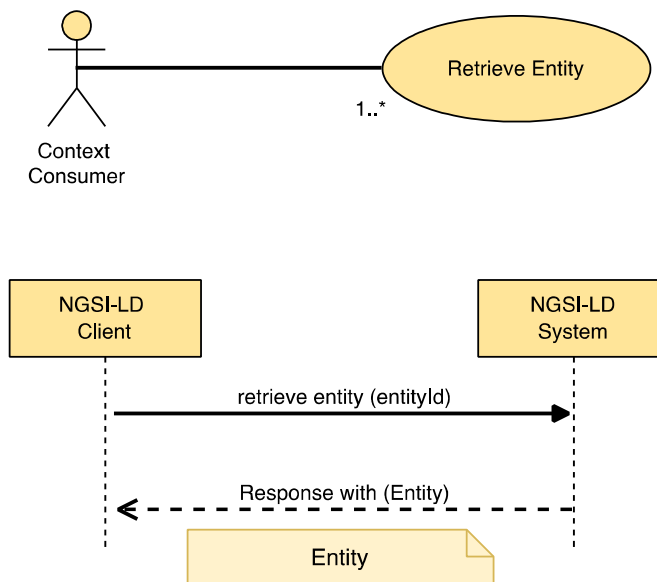 Retrieve Entity
1..*
Context
Consumer
NGSI-LD
Client
NGSI-LD
System
retrieve entity (entityId)
Response with (Entity)
Entity